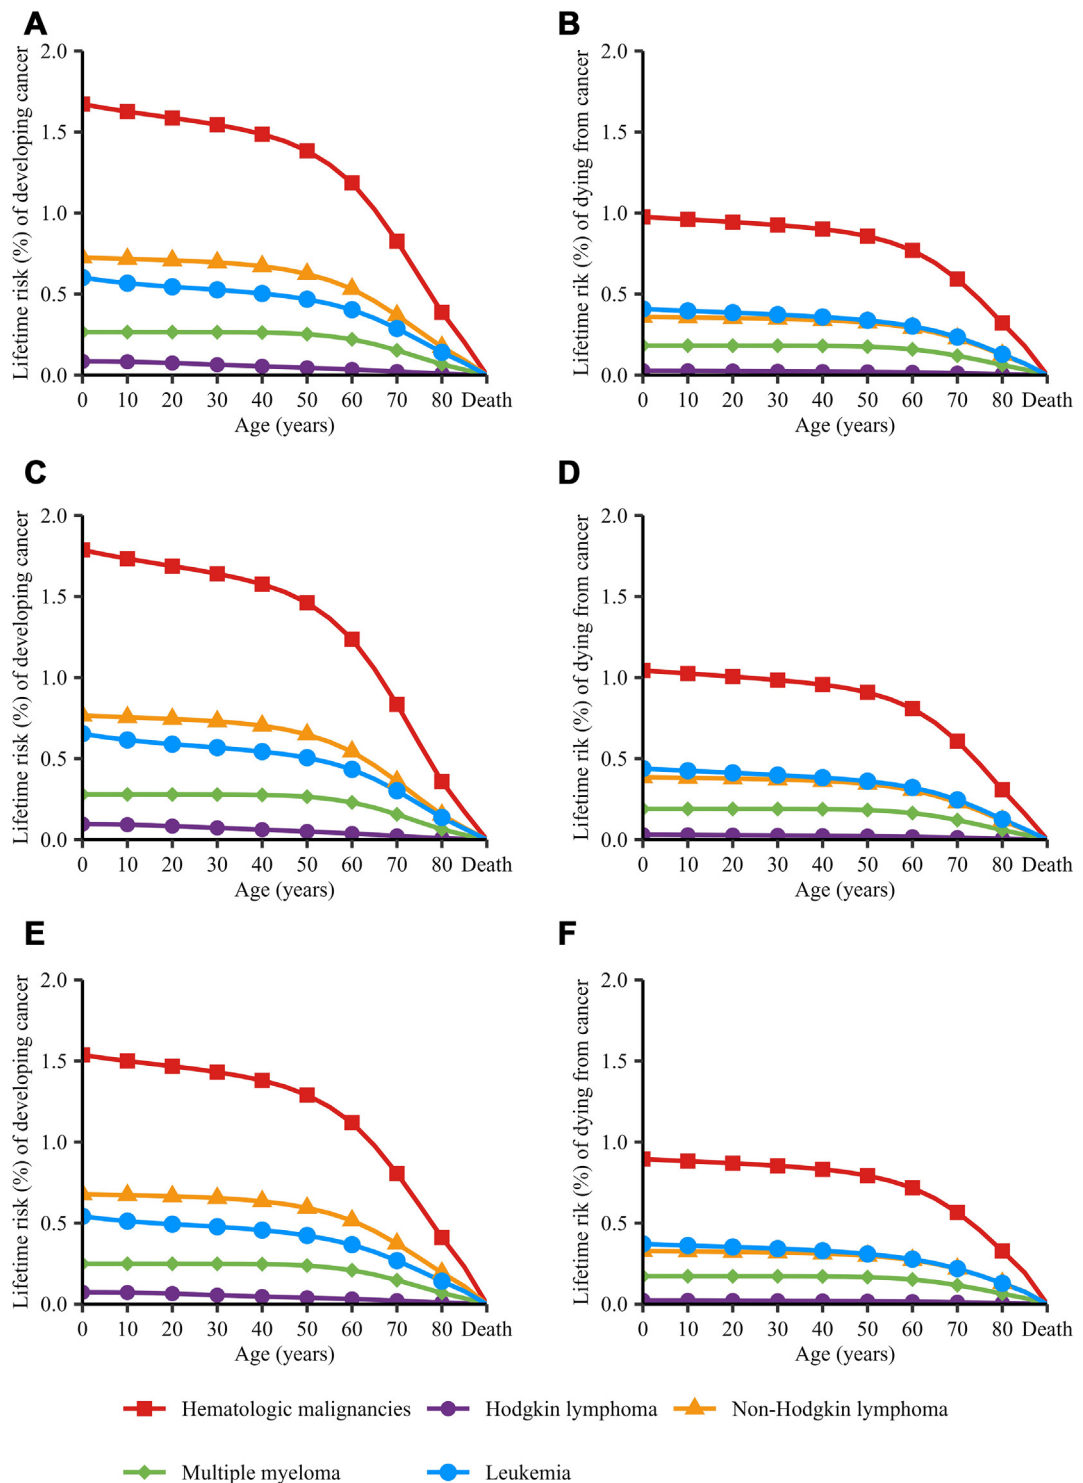 A
Lifetime risk (%) of developing cancer
2.0
1.5
1.0
0.5
0.0
0 10 20 30 40 50 60 70 80 Death
Age (years)
B
Lifetime rik (%) of dying from cancer
2.0
1.5
1.0
0.5
0.0
0 10 20 30 40 50 60 70 80 Death
Age (years)
C
Lifetime risk (%) of developing cancer
2.0
1.5
1.0
0.5
0.0
0 10 20 30 40 50 60 70 80 Death
Age (years)
D
Lifetime rik (%) of dying from cancer
2.0
1.5
1.0
0.5
0.0
0 10 20 30 40 50 60 70 80 Death
Age (years)
E
Lifetime risk (%) of developing cancer
2.0
1.5
1.0
0.5
0.0
0 10 20 30 40 50 60 70 80 Death
Age (years)
F
Lifetime rik (%) of dying from cancer
2.0
1.5
1.0
0.5
0.0
0 10 20 30 40 50 60 70 80 Death
Age (years)
Hematologic malignancies Hodgkin lymphoma Non-Hodgkin lymphoma
Multiple myeloma Leukemia